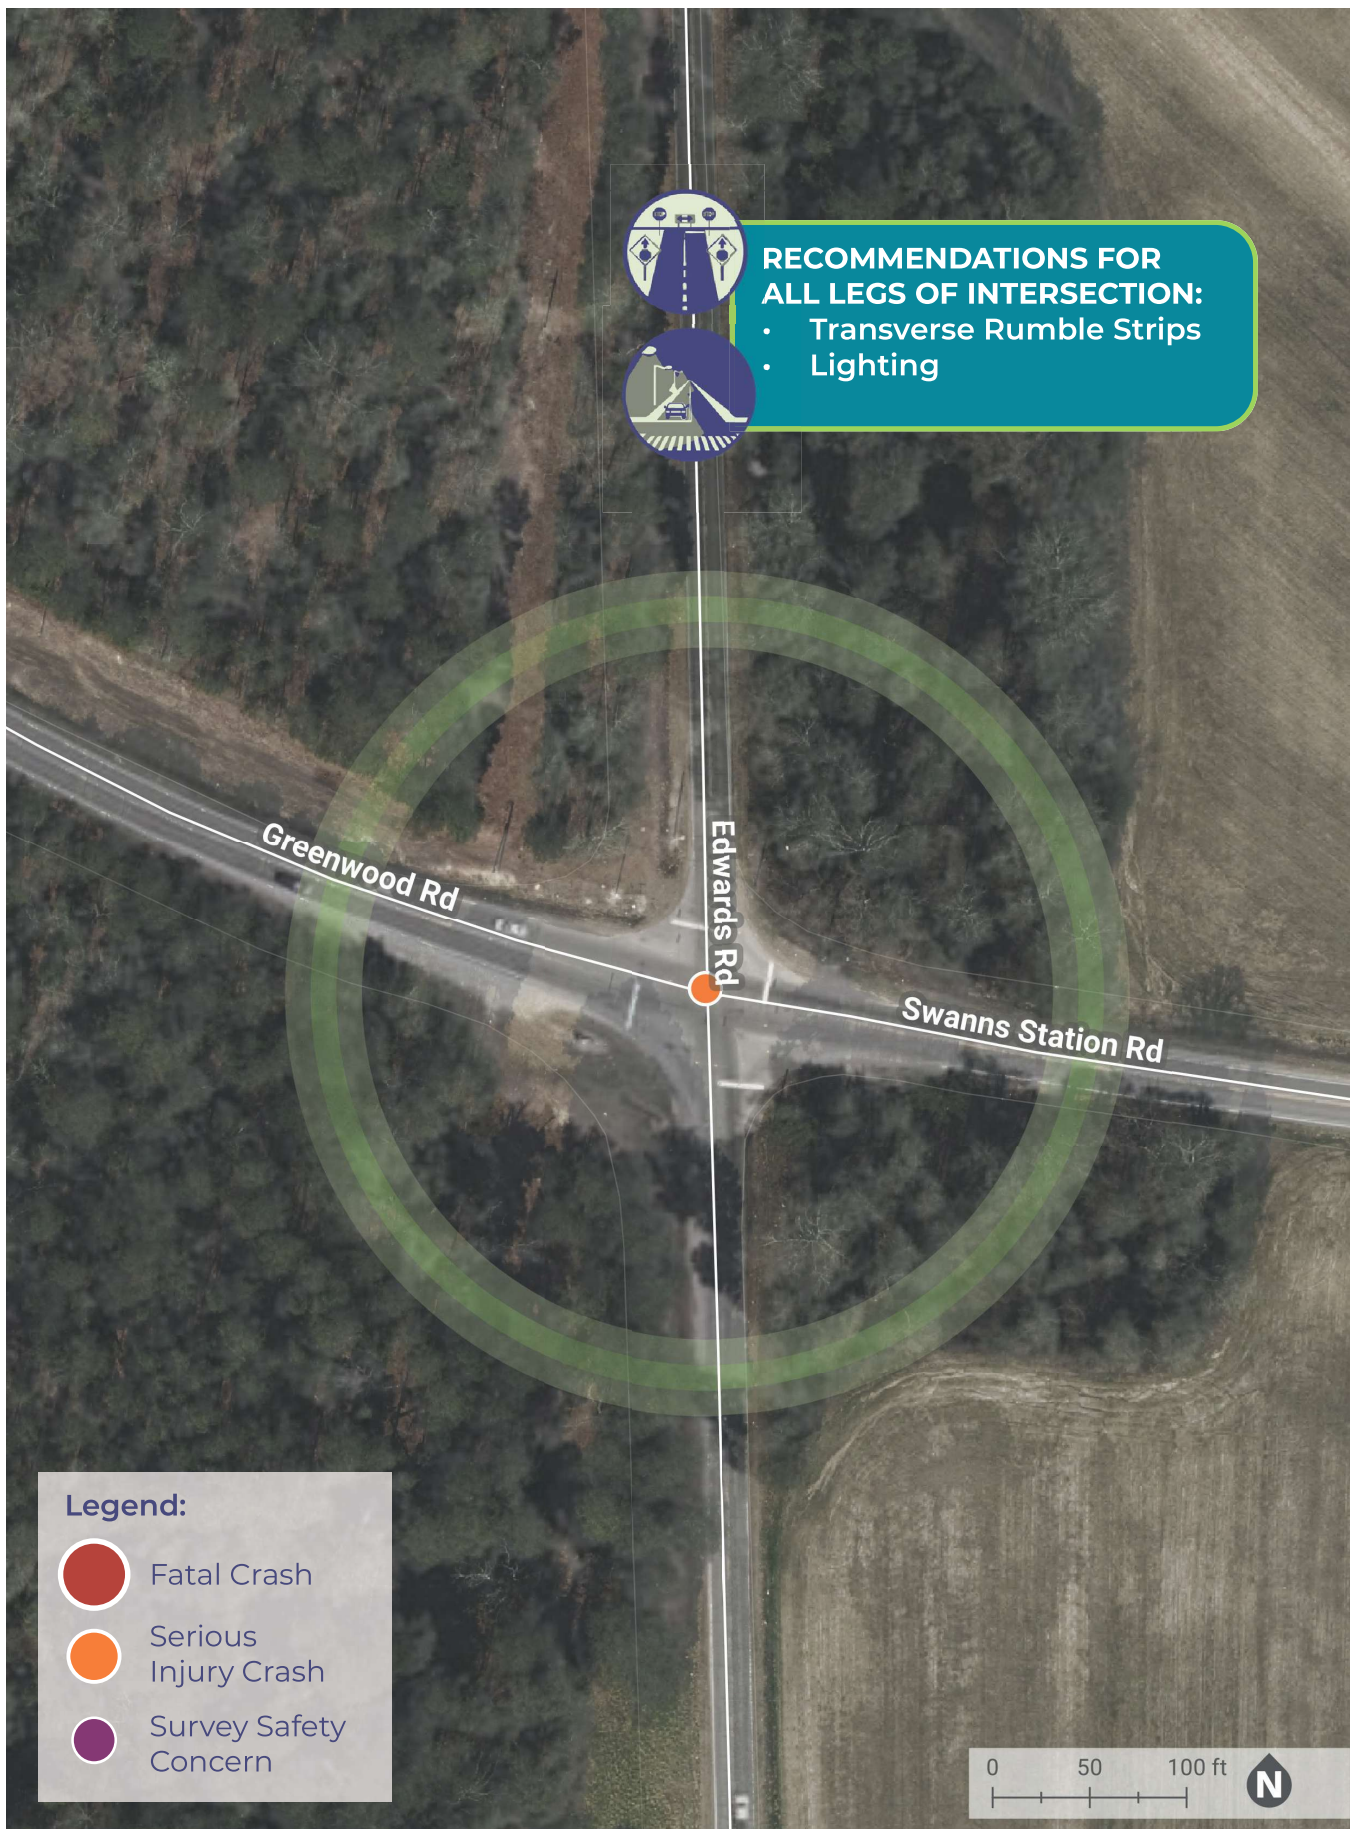 RECOMMENDATIONS FOR
ALL LEGS OF INTERSECTION:
• Transverse Rumble Strips
• Lighting
Greenwood Rd
Edwards Rd
Swanns Station Rd
Legend:
Fatal Crash
Serious
Injury Crash
Survey Safety
Concern
0 50 100 ft
N